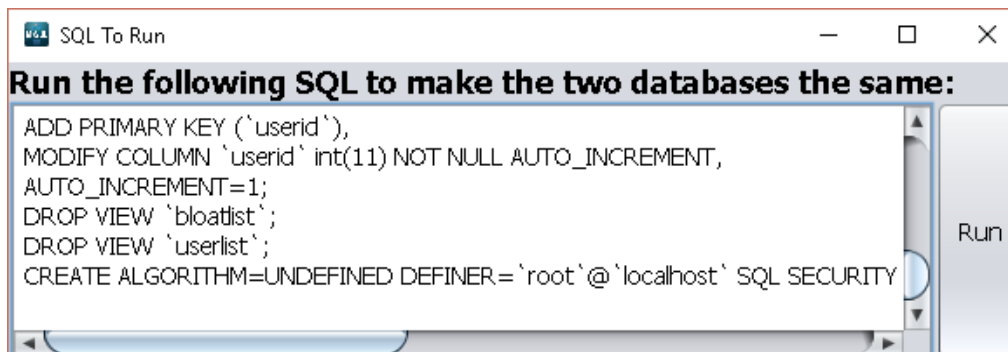 SQL To Run
Run the following SQL to make the two databases the same:
ADD PRIMARY KEY (`userid`),
MODIFY COLUMN `userid` int(11) NOT NULL AUTO_INCREMENT,
AUTO_INCREMENT=1;
DROP VIEW `bloatlist`;
DROP VIEW `userlist`;
CREATE ALGORITHM=UNDEFINED DEFINER=`root`@`localhost` SQL SECURITY
Run